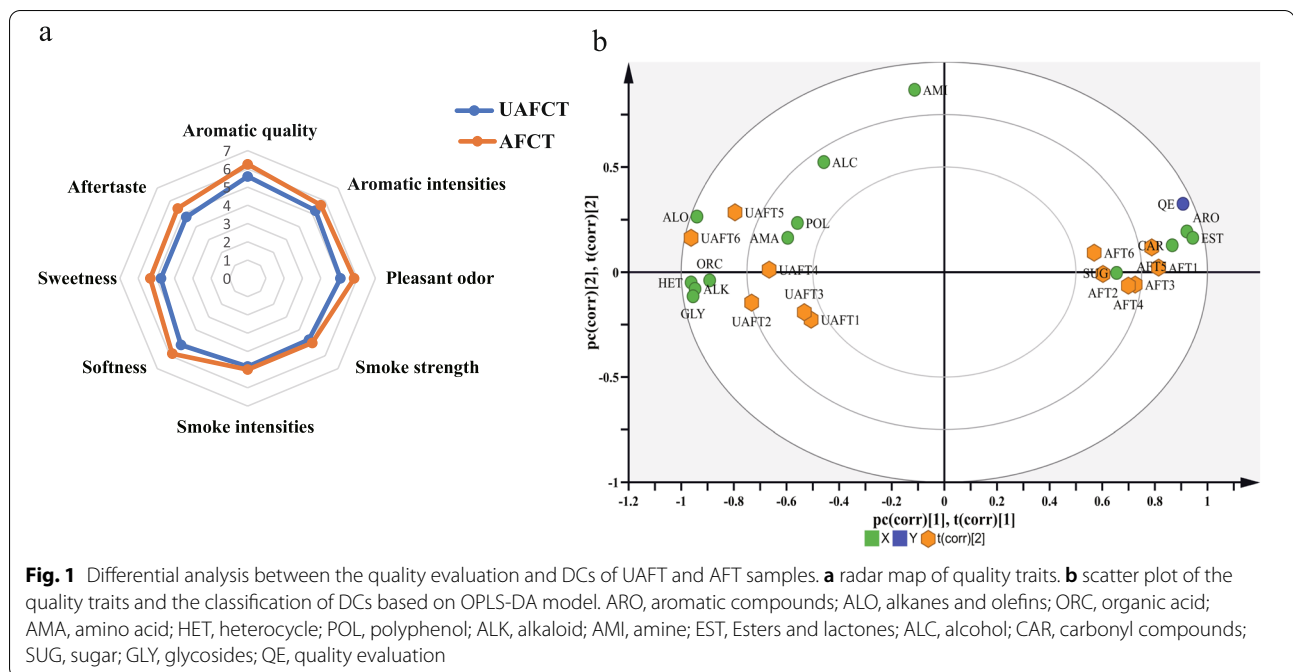 a
UAFCT
AFCT
Aromatic quality
Aromatic intensities
Pleasant odor
Smoke strength
Smoke intensities
Softness
Sweetness
Aftertaste
7
6
5
4
3
2
1
0
b
pc(corr)[2], t(corr)[2]
0.5
0
-0.5
-1
AMI
ALC
ALO
UAFT5
POL
UAFT6
AMA
ORC
UAFT4
HET
ALK
GLY
UAFT2
UAFT3
UAFT1
QE
ARO
EST
CAR
AFT6
AFT5
AFT1
SUG
AFT2
AFT3
AFT4
-1.2 -1 -0.8 -0.6 -0.4 -0.2 0 0.2 0.4 0.6 0.8 1
pc(corr)[1], t(corr)[1]
X Y t(corr)[2]
Fig. 1 Differential analysis between the quality evaluation and DCs of UAFT and AFT samples. a radar map of quality traits. b scatter plot of the
quality traits and the classification of DCs based on OPLS-DA model. ARO, aromatic compounds; ALO, alkanes and olefins; ORC, organic acid;
AMA, amino acid; HET, heterocycle; POL, polyphenol; ALK, alkaloid; AMI, amine; EST, Esters and lactones; ALC, alcohol; CAR, carbonyl compounds;
SUG, sugar; GLY, glycosides; QE, quality evaluation